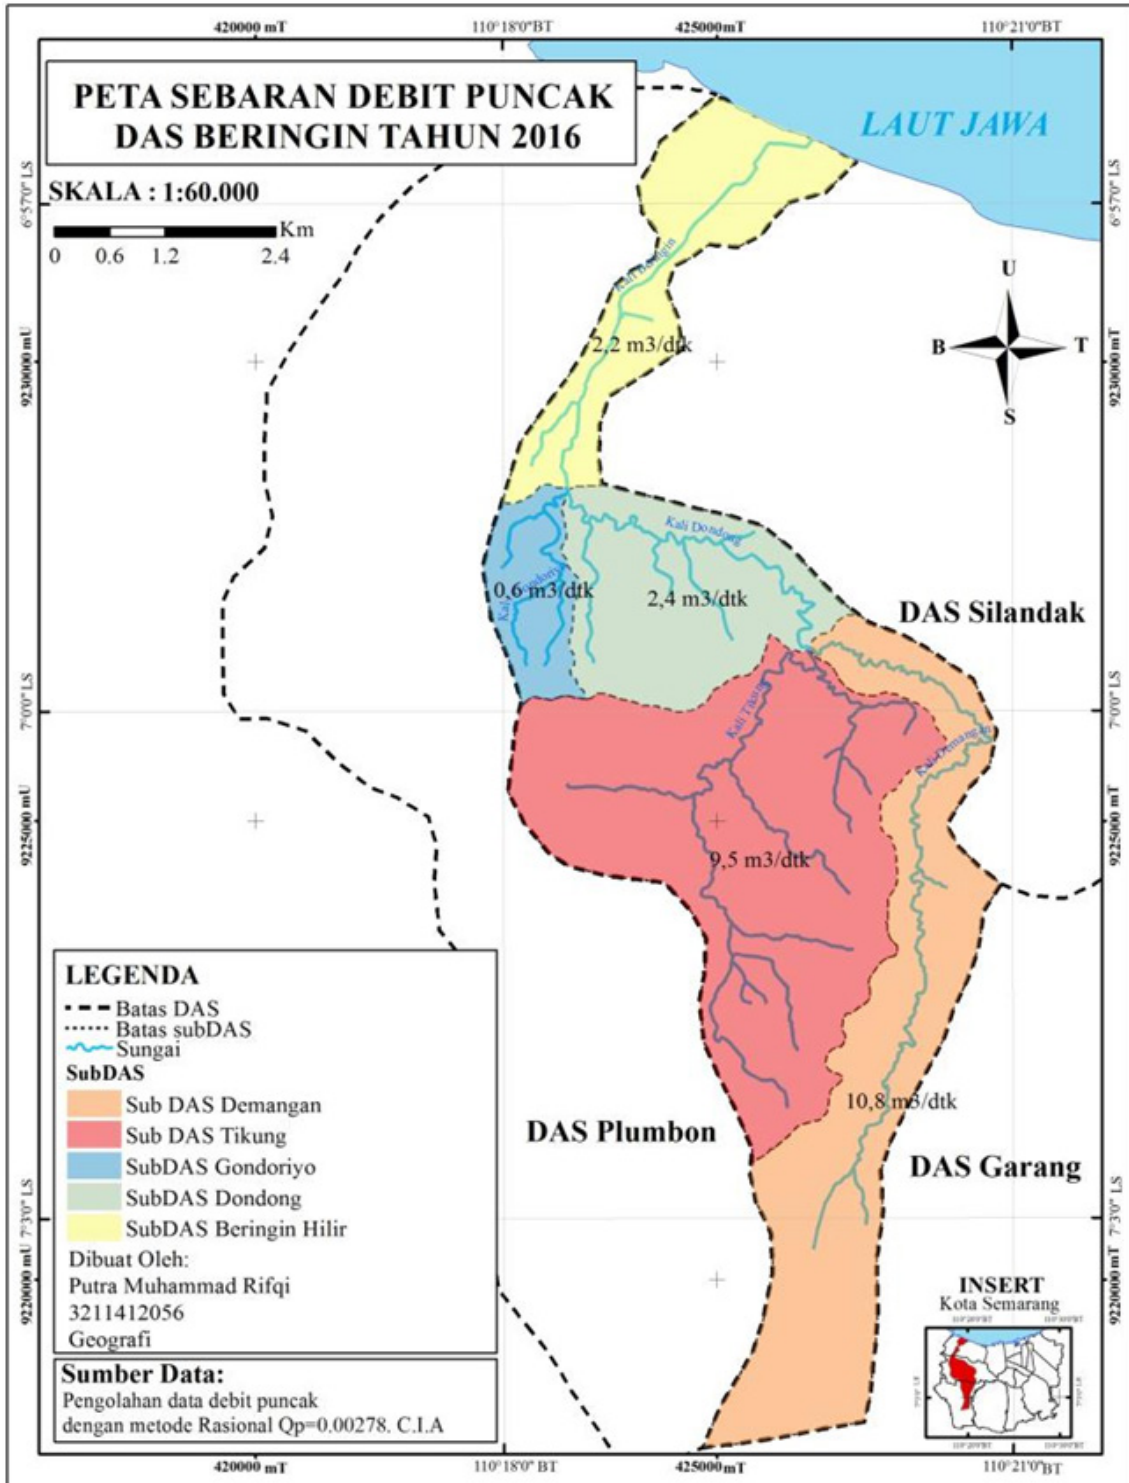 420000 mT
110°18'0"BT
425000 mT
110°21'0"BT
PETA SEBARAN DEBIT PUNCAK
DAS BERINGIN TAHUN 2016
LAUT JAWA
SKALA : 1:60.000
Km
0 0.6 1.2 2.4
6°57'0" LS
6°57'0" LS
Kali Beringin
U
B
T
S
2,2 m3/dtk
9230000 mU
9230000 mT
Kali Dondong
0,6 m3/dtk
2,4 m3/dtk
DAS Silandak
7°0'0" LS
7°0'0" LS
Kali Tikung
Kali Demangan
9225000 mU
9225000 mT
9,5 m3/dtk
LEGENDA
Batas DAS
Batas subDAS
Sungai
SubDAS
Sub DAS Demangan
Sub DAS Tikung
SubDAS Gondoriyo
SubDAS Dondong
SubDAS Beringin Hilir
10,8 m3/dtk
DAS Plumbon
DAS Garang
7°3'0" LS
7°3'0" LS
9220000 mU
9220000 mT
Dibuat Oleh:
Putra Muhammad Rifqi
3211412056
Geografi
INSERT
Kota Semarang
Sumber Data:
Pengolahan data debit puncak
dengan metode Rasional Qp=0.00278. C.I.A
420000 mT
110°18'0" BT
425000 mT
110°21'0" BT